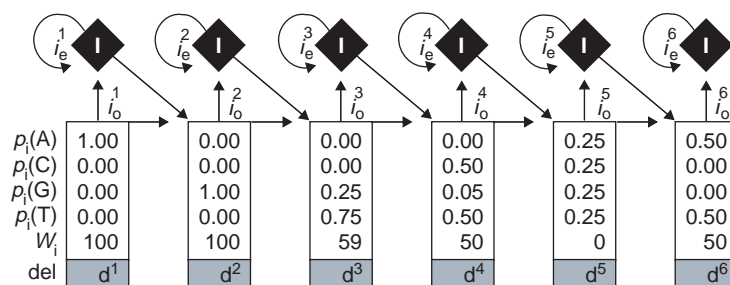 I I I I I I
i_e^1 i_e^2 i_e^3 i_e^4 i_e^5 i_e^6
i_o^1 i_o^2 i_o^3 i_o^4 i_o^5 i_o^6
p_i(A) 1.00 0.00 0.00 0.00 0.25 0.50
p_i(C) 0.00 0.00 0.00 0.50 0.25 0.00
p_i(G) 0.00 1.00 0.25 0.05 0.25 0.00
p_i(T) 0.00 0.00 0.75 0.50 0.25 0.50
W_i 100 100 59 50 0 50
del d^1 d^2 d^3 d^4 d^5 d^6